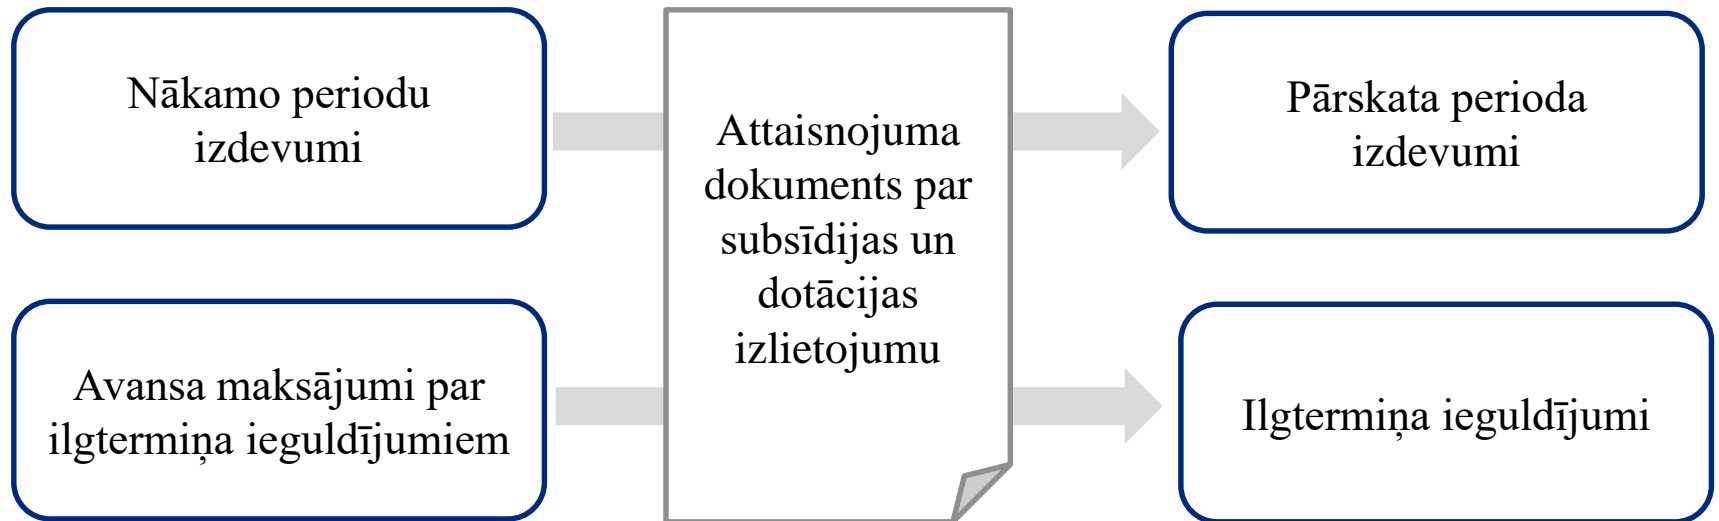 Nākamo periodu
izdevumi
Attaisnojuma
dokuments par
subsīdijas un
dotācijas
izlietojumu
Pārskata perioda
izdevumi
Avansa maksājumi par
ilgtermiņa ieguldījumiem
Ilgtermiņa ieguldījumi